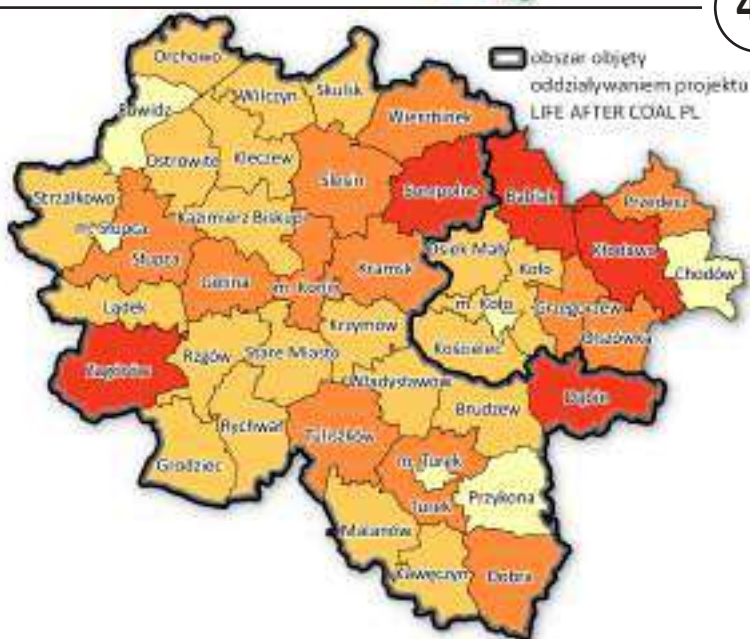 4
obszar objęty
oddziaływaniem projektu
LIFE AFTER COAL PL
Orchowo
Wilczyn
Skulsk
Wierzbinek
Powidz
Ostrowite
Kleczew
Ślesin
Sompolno
Babiak
Przedecz
Strzałkowo
m. Słupca
Kazimierz Biskupi
Kłodawa
Chodów
Słupca
Golina
m. Konin
Kramsk
Osiek Mały
Koło
m. Koło
Grzegorzew
Olszówka
Kościelec
Lądek
Krzymów
Zagórów
Rzgów
Stare Miasto
Władysławów
Brudzew
Dąbie
Rychwał
Tuliszków
Grodziec
m. Turek
Turek
Przykona
Malanów
Kawęczyn
Dobra